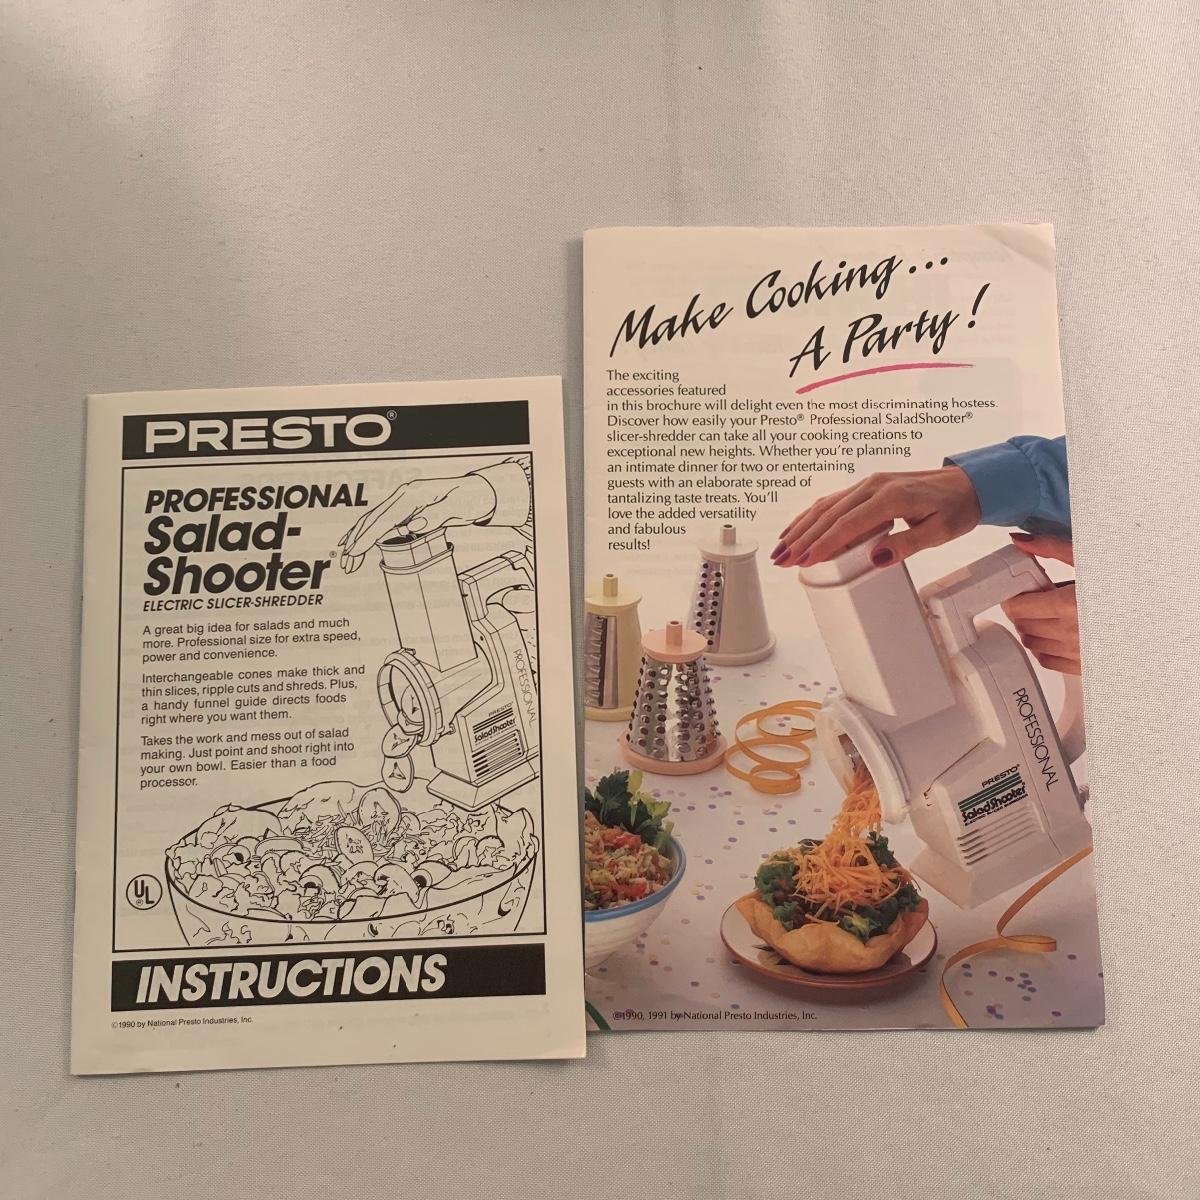 PRESTO®
PROFESSIONAL
Salad-
Shooter®
ELECTRIC SLICER-SHREDDER
A great big idea for salads and much
more. Professional size for extra speed,
power and convenience.
Interchangeable cones make thick and
thin slices, ripple cuts and shreds. Plus,
a handy funnel guide directs foods
right where you want them.
Takes the work and mess out of salad
making. Just point and shoot right into
your own bowl. Easier than a food
processor.
PROFESSIONAL
PRESTO®
SaladShooter
UL
INSTRUCTIONS
©1990 by National Presto Industries, Inc.
Make Cooking...
A Party!
The exciting
accessories featured
in this brochure will delight even the most discriminating hostess.
Discover how easily your Presto® Professional SaladShooter®
slicer-shredder can take all your cooking creations to
exceptional new heights. Whether you're planning
an intimate dinner for two or entertaining
guests with an elaborate spread of
tantalizing taste treats. You'll
love the added versatility
and fabulous
results!
PROFESSIONAL
PRESTO®
SaladShooter®
©1990, 1991 by National Presto Industries, Inc.